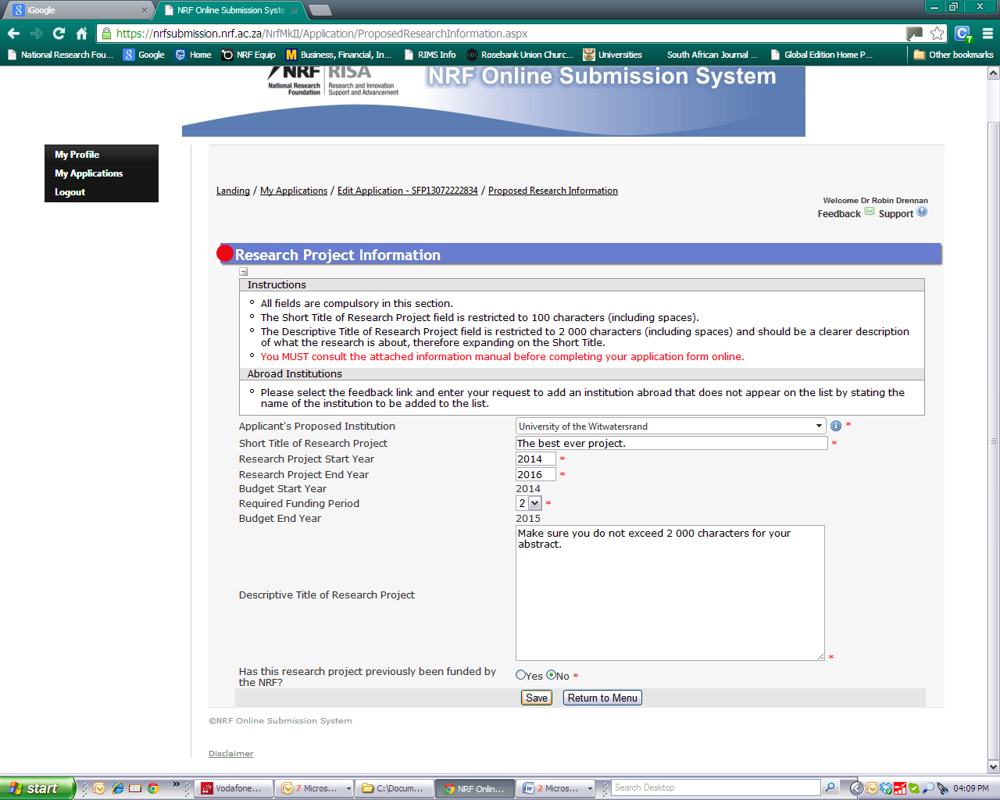 iGoogle
NRF Online Submission Syste
https://nrfsubmission.nrf.ac.za/NrfMkII/Application/ProposedResearchInformation.aspx
National Research Fou... Google Home NRF Equip Business, Financial, In... RIMS Info Rosebank Union Churc... Universities South African Journal ... Global Edition Home P... Other bookmarks
NRF RISA
National Research Foundation
Research and Innovation Support and Advancement
NRF Online Submission System
My Profile
My Applications
Logout
Landing / My Applications / Edit Application - SFP13072222834 / Proposed Research Information
Welcome Dr Robin Drennan
Feedback Support
Research Project Information
Instructions
All fields are compulsory in this section.
The Short Title of Research Project field is restricted to 100 characters (including spaces).
The Descriptive Title of Research Project field is restricted to 2 000 characters (including spaces) and should be a clearer description
of what the research is about, therefore expanding on the Short Title.
You MUST consult the attached information manual before completing your application form online.
Abroad Institutions
Please select the feedback link and enter your request to add an institution abroad that does not appear on the list by stating the
name of the institution to be added to the list.
Applicant's Proposed Institution University of the Witwatersrand *
Short Title of Research Project The best ever project. *
Research Project Start Year 2014 *
Research Project End Year 2016 *
Budget Start Year 2014
Required Funding Period 2 *
Budget End Year 2015
Make sure you do not exceed 2 000 characters for your
abstract.
Descriptive Title of Research Project *
Has this research project previously been funded by
the NRF? Yes No *
Save Return to Menu
©NRF Online Submission System
Disclaimer
start Vodafone... 7 Micros... C:\Docum... NRF Onlin... 2 Micros... Search Desktop 04:09 PM